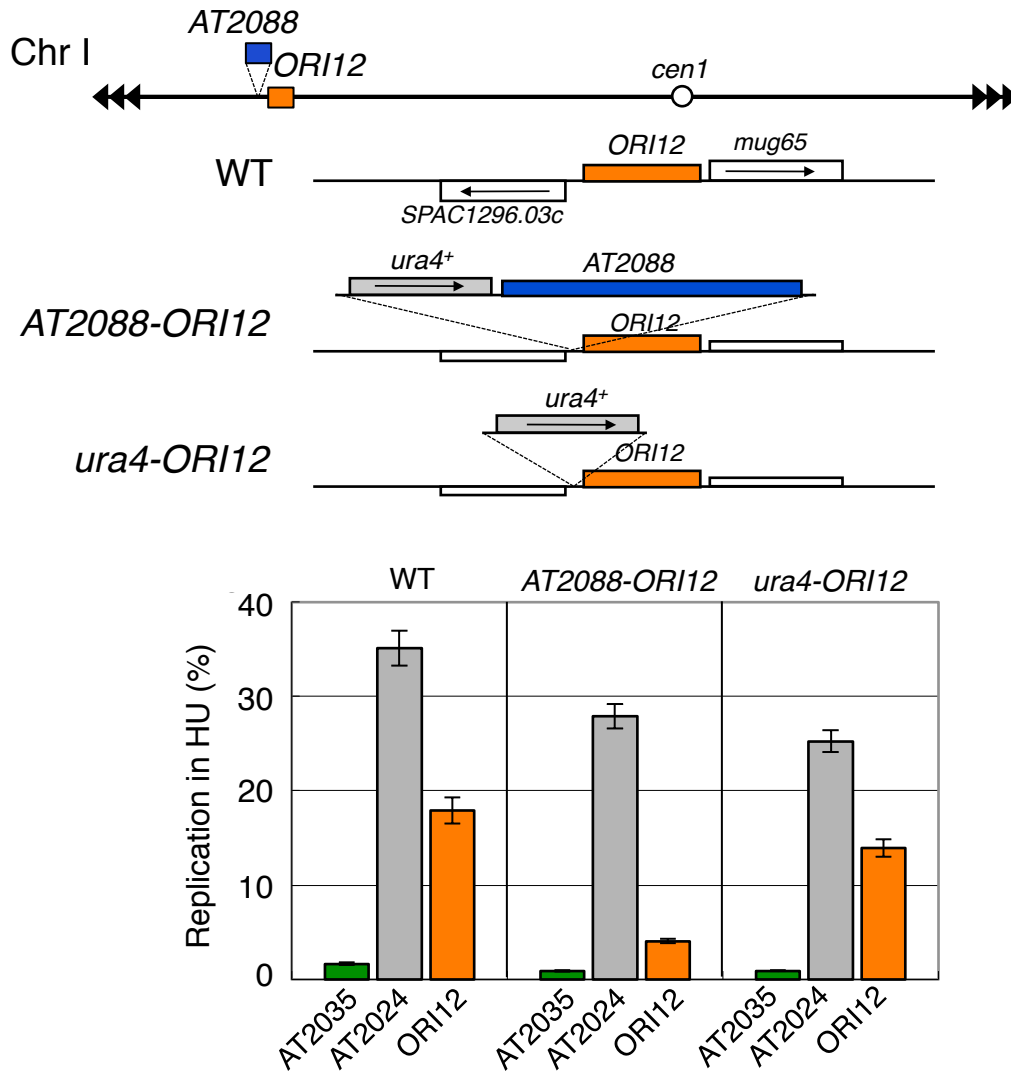 AT2088
Chr I
ORI12
cen1
WT
ORI12
mug65
SPAC1296.03c
ura4+
AT2088
AT2088-ORI12
ORI12
ura4+
ura4-ORI12
ORI12
WT
AT2088-ORI12
ura4-ORI12
Replication in HU (%)
40
30
20
10
0
AT2035
AT2024
ORI12
AT2035
AT2024
ORI12
AT2035
AT2024
ORI12